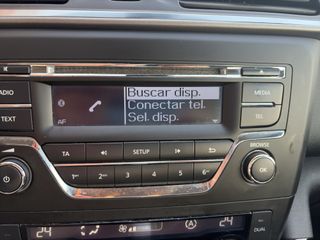 Buscar disp.
RADIO
Conectar tel.
MEDIA
TEXT
AF
Sel. disp.
TEL
BROWSE
TA
SETUP
1
2
3
4
5
6
OK
24
AUTO
A
24
DUAL